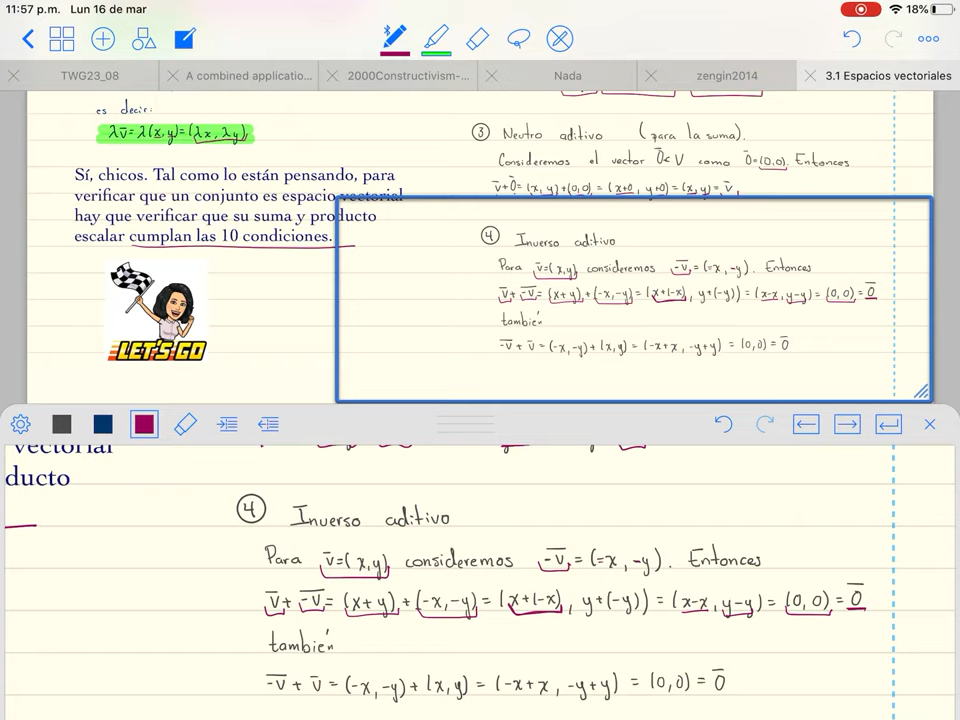 11:57 p.m. Lun 16 de mar
18%
TWG23_08
A combined applicatio...
2000Constructivism-...
Nada
zengin2014
3.1 Espacios vectoriales
es decir:
λv̄=λ(x,y)=(λx, λy)
Sí, chicos. Tal como lo están pensando, para
verificar que un conjunto es espacio vectorial
hay que verificar que su suma y producto
escalar cumplan las 10 condiciones.
LET'S GO
③ Neutro aditivo (para la suma).
Consideremos el vector 0̄∈V como 0̄=(0,0). Entonces
v̄+0̄=(x,y)+(0,0)=(x+0, y+0)=(x,y)=v̄
④ Inverso aditivo
Para v̄=(x,y) consideremos -v̄=(-x,-y). Entonces
v̄+-v̄=(x+y)+(-x,-y)=(x+(-x), y+(-y))=(x-x,y-y)=(0,0)=0̄
también
-v̄+v̄=(-x,-y)+(x,y)=(-x+x, -y+y)=(0,0)=0̄
vectorial
ducto
④ Inverso aditivo
Para v̄=(x,y) consideremos -v̄=(-x,-y). Entonces
v̄+-v̄=(x+y)+(-x,-y)=(x+(-x), y+(-y))=(x-x, y-y)=(0,0)=0̄
también
-v̄+v̄=(-x,-y)+(x,y)=(-x+x, -y+y)=(0,0)=0̄